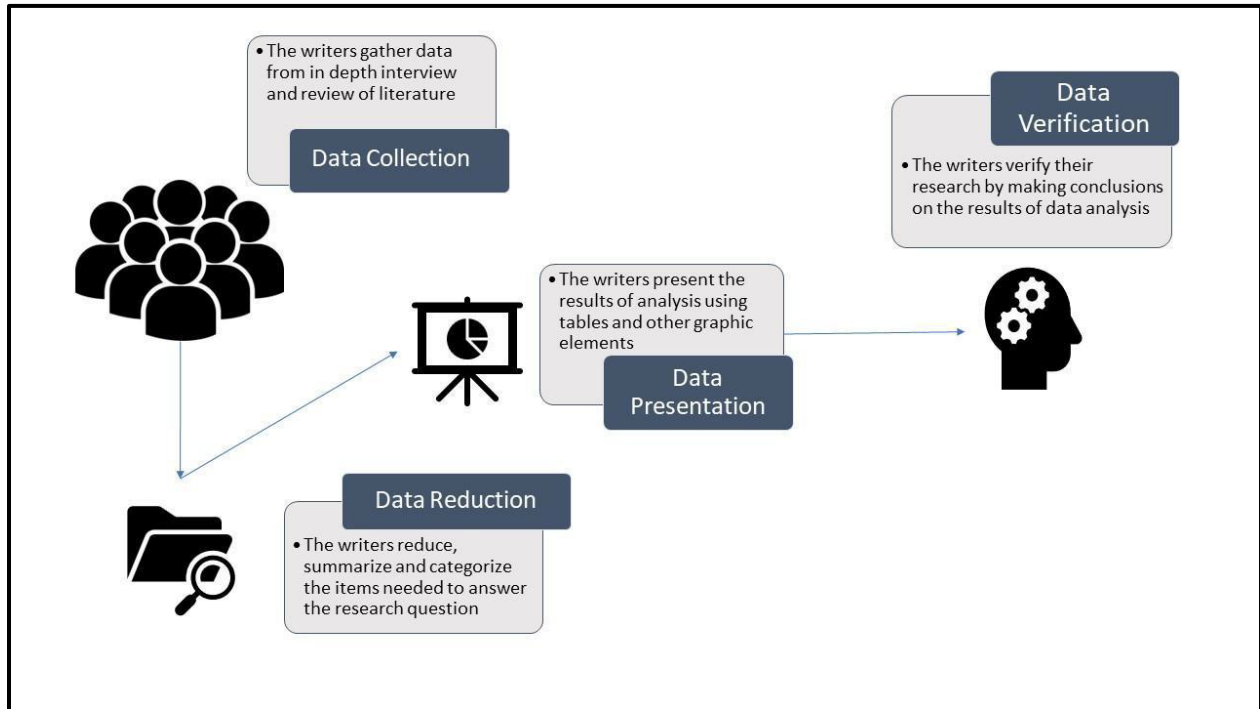 • The writers gather data
from in depth interview
and review of literature
Data Collection
Data Reduction
• The writers reduce,
summarize and categorize
the items needed to answer
the research question
• The writers present the
results of analysis using
tables and other graphic
elements
Data
Presentation
Data
Verification
• The writers verify their
research by making conclusions
on the results of data analysis